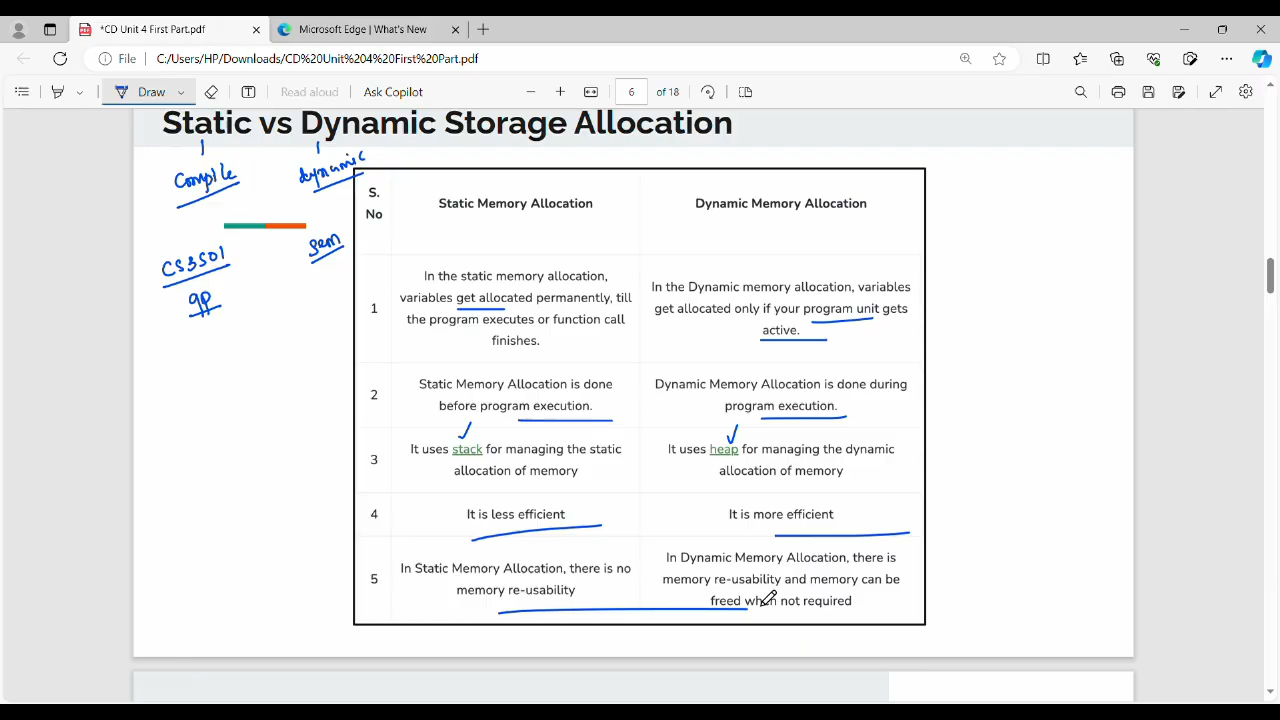 *CD Unit 4 First Part.pdf
Microsoft Edge | What's New
File
C:/Users/HP/Downloads/CD%20Unit%204%20First%20Part.pdf
Draw
Read aloud
Ask Copilot
6 of 18
Static vs Dynamic Storage Allocation
Compile
dynamic
CS3501
qp
sem
S. No
Static Memory Allocation
Dynamic Memory Allocation
1
In the static memory allocation,
variables get allocated permanently, till
the program executes or function call
finishes.
In the Dynamic memory allocation, variables
get allocated only if your program unit gets
active.
2
Static Memory Allocation is done
before program execution.
Dynamic Memory Allocation is done during
program execution.
3
It uses stack for managing the static
allocation of memory
It uses heap for managing the dynamic
allocation of memory
4
It is less efficient
It is more efficient
5
In Static Memory Allocation, there is no
memory re-usability
In Dynamic Memory Allocation, there is
memory re-usability and memory can be
freed when not required